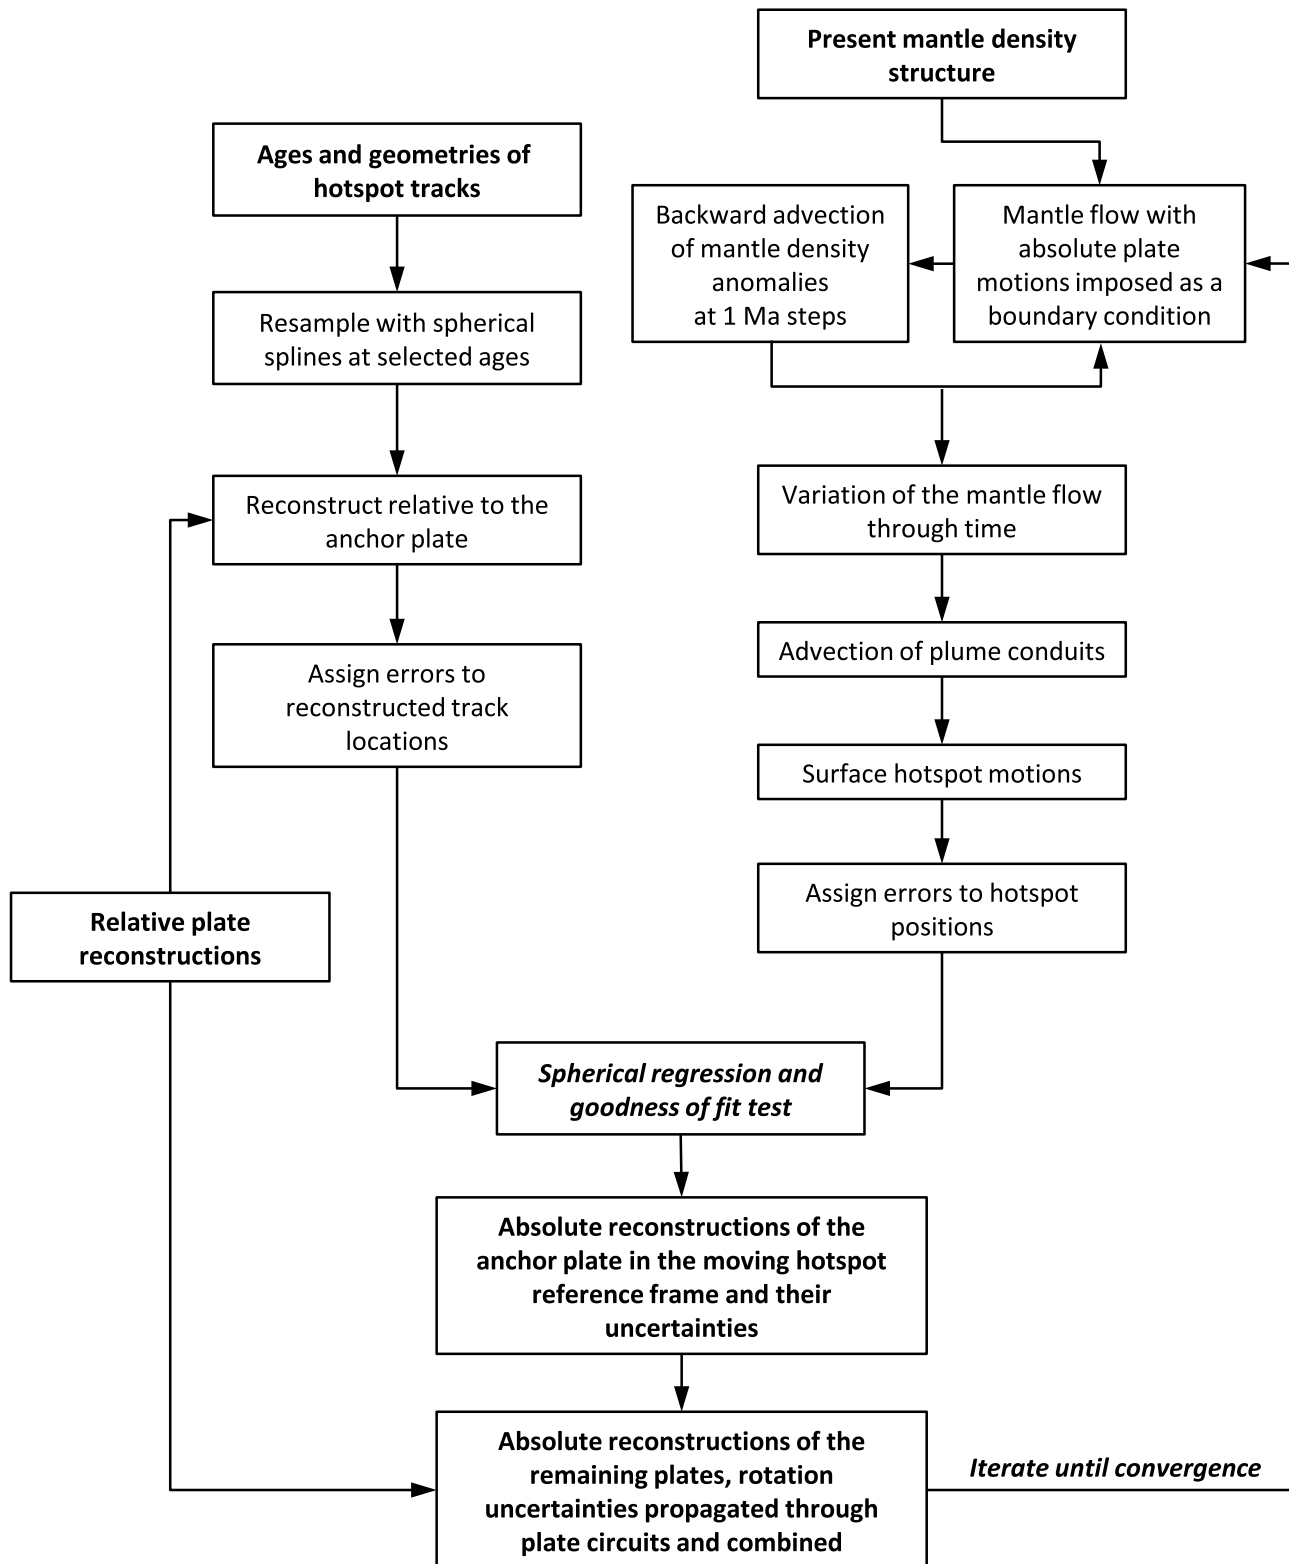 Present mantle density
structure
Ages and geometries of
hotspot tracks
Backward advection
of mantle density
anomalies
at 1 Ma steps
Mantle flow with
absolute plate
motions imposed as a
boundary condition
Resample with spherical
splines at selected ages
Reconstruct relative to the
anchor plate
Variation of the mantle flow
through time
Assign errors to
reconstructed track
locations
Advection of plume conduits
Surface hotspot motions
Assign errors to hotspot
positions
Relative plate
reconstructions
Spherical regression and
goodness of fit test
Absolute reconstructions of the
anchor plate in the moving hotspot
reference frame and their
uncertainties
Absolute reconstructions of the
remaining plates, rotation
uncertainties propagated through
plate circuits and combined
Iterate until convergence